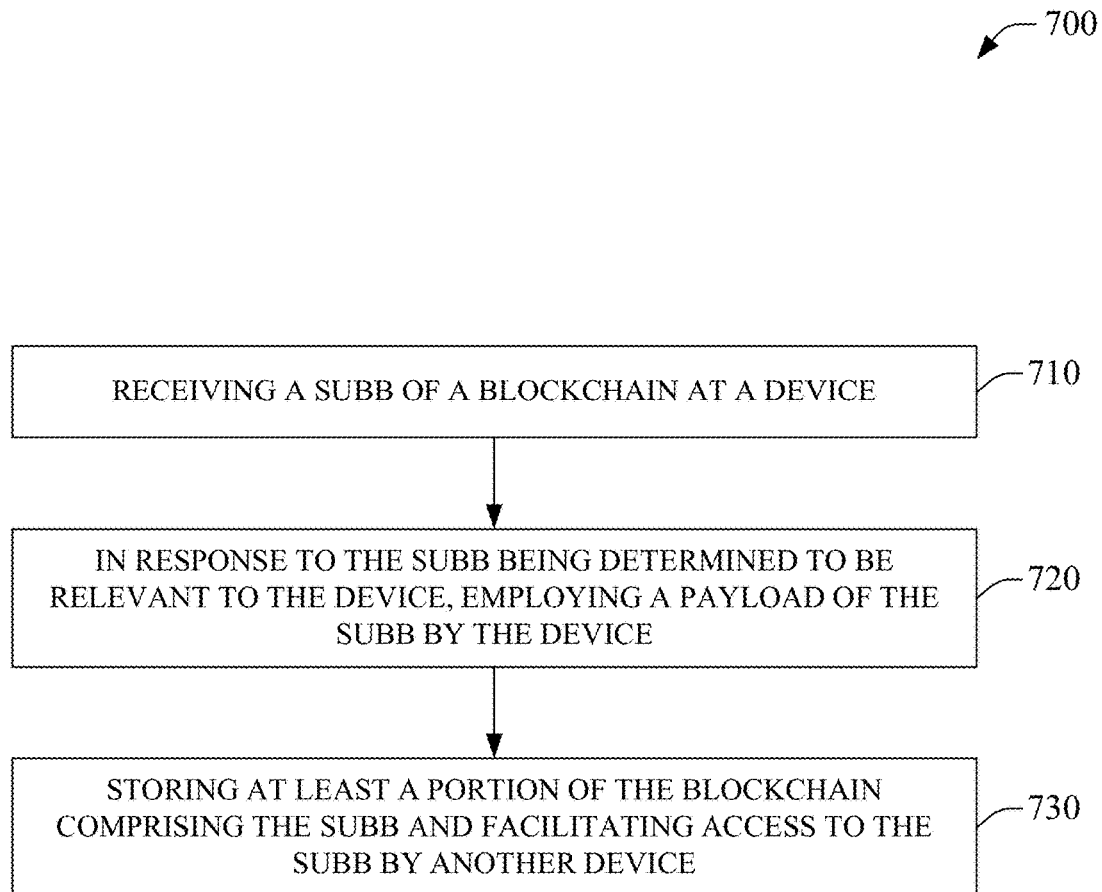 700
RECEIVING A SUBB OF A BLOCKCHAIN AT A DEVICE
710
IN RESPONSE TO THE SUBB BEING DETERMINED TO BE
RELEVANT TO THE DEVICE, EMPLOYING A PAYLOAD OF THE
SUBB BY THE DEVICE
720
STORING AT LEAST A PORTION OF THE BLOCKCHAIN
COMPRISING THE SUBB AND FACILITATING ACCESS TO THE
SUBB BY ANOTHER DEVICE
730